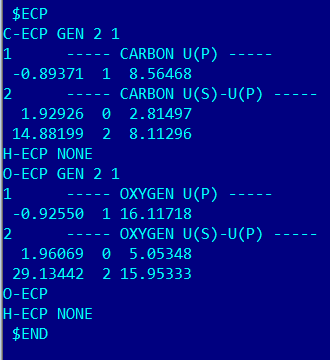 $ECP
C-ECP GEN 2 1
1 ----- CARBON U(P) -----
-0.89371 1 8.56468
2 ----- CARBON U(S)-U(P) -----
1.92926 0 2.81497
14.88199 2 8.11296
H-ECP NONE
O-ECP GEN 2 1
1 ----- OXYGEN U(P) -----
-0.92550 1 16.11718
2 ----- OXYGEN U(S)-U(P) -----
1.96069 0 5.05348
29.13442 2 15.95333
O-ECP
H-ECP NONE
$END